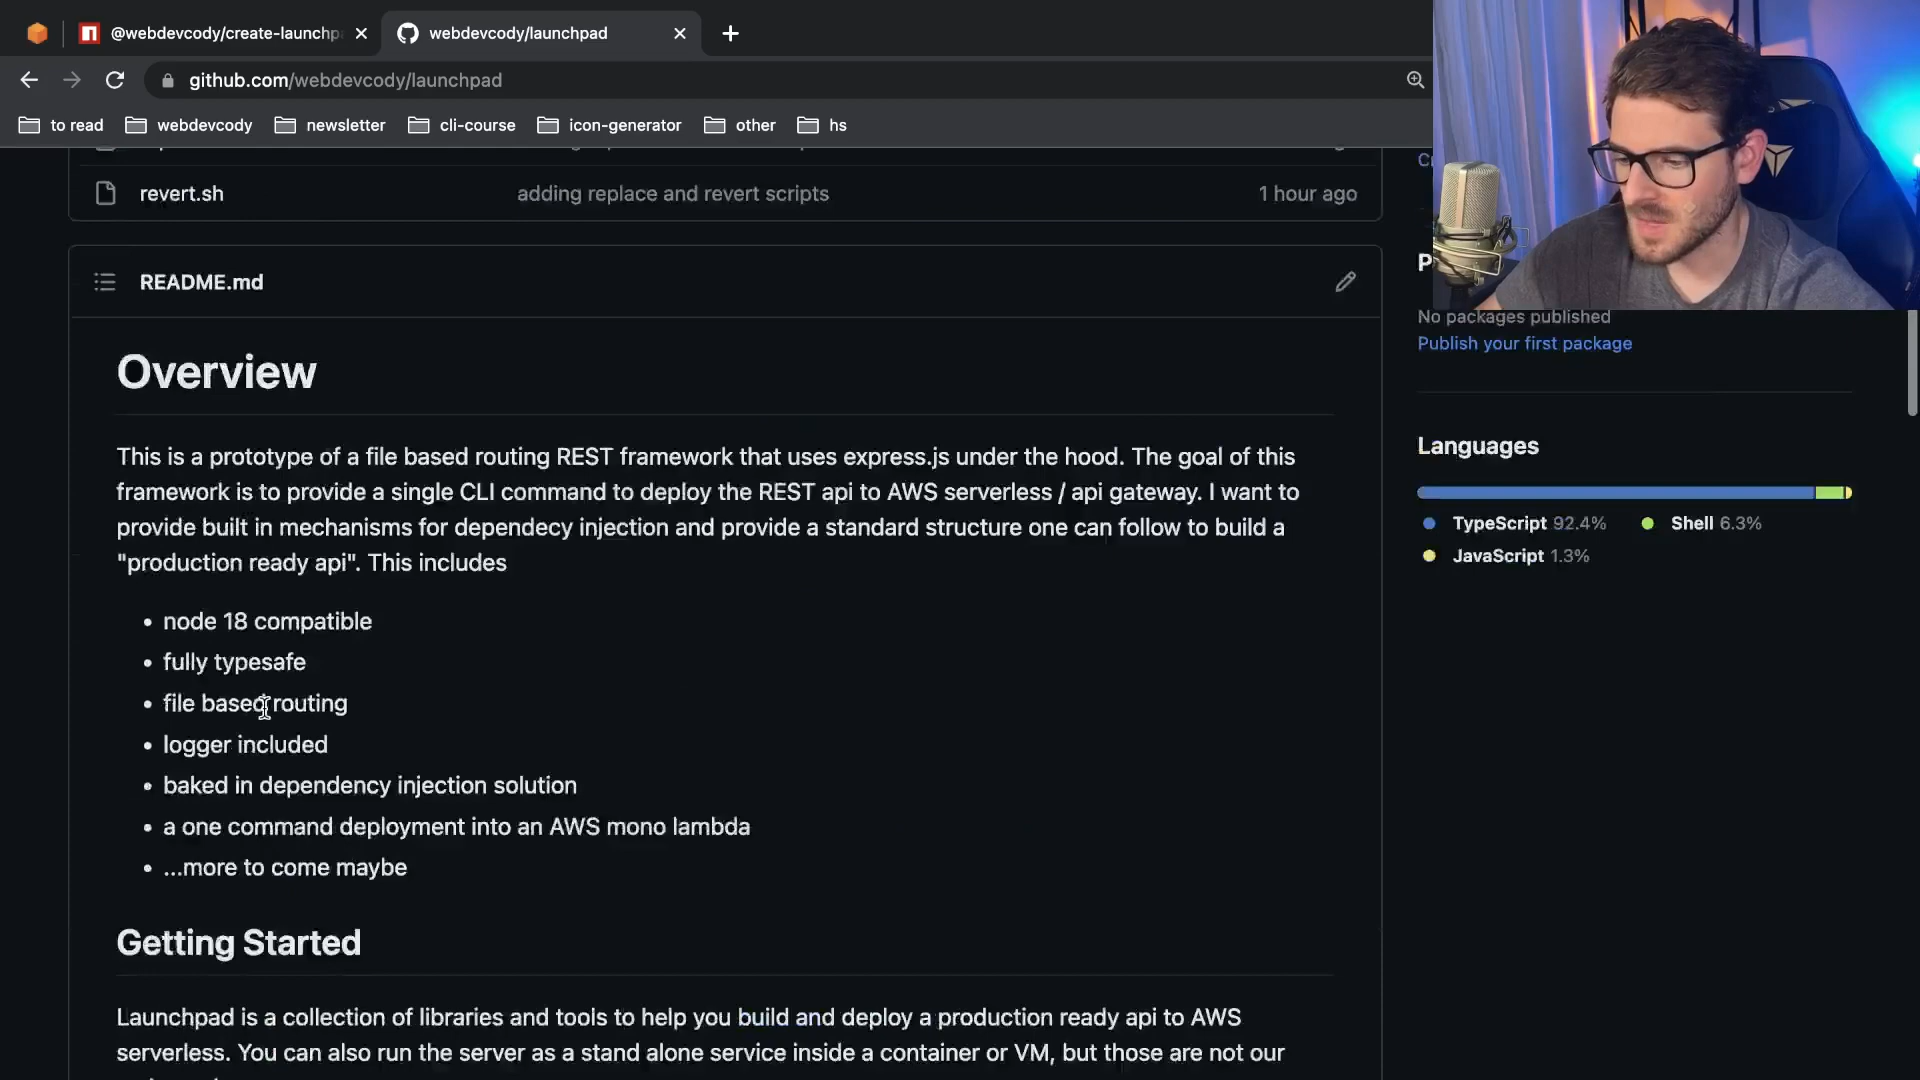 @webdevcody/create-launchp
webdevcody/launchpad
github.com/webdevcody/launchpad
to read
webdevcody
newsletter
cli-course
icon-generator
other
hs
revert.sh
adding replace and revert scripts
1 hour ago
README.md
Overview
This is a prototype of a file based routing REST framework that uses express.js under the hood. The goal of this
framework is to provide a single CLI command to deploy the REST api to AWS serverless / api gateway. I want to
provide built in mechanisms for dependecy injection and provide a standard structure one can follow to build a
"production ready api". This includes
• node 18 compatible
• fully typesafe
• file based routing
• logger included
• baked in dependency injection solution
• a one command deployment into an AWS mono lambda
• ...more to come maybe
Getting Started
Launchpad is a collection of libraries and tools to help you build and deploy a production ready api to AWS
serverless. You can also run the server as a stand alone service inside a container or VM, but those are not our
No packages published
Publish your first package
Languages
TypeScript 92.4%
Shell 6.3%
JavaScript 1.3%